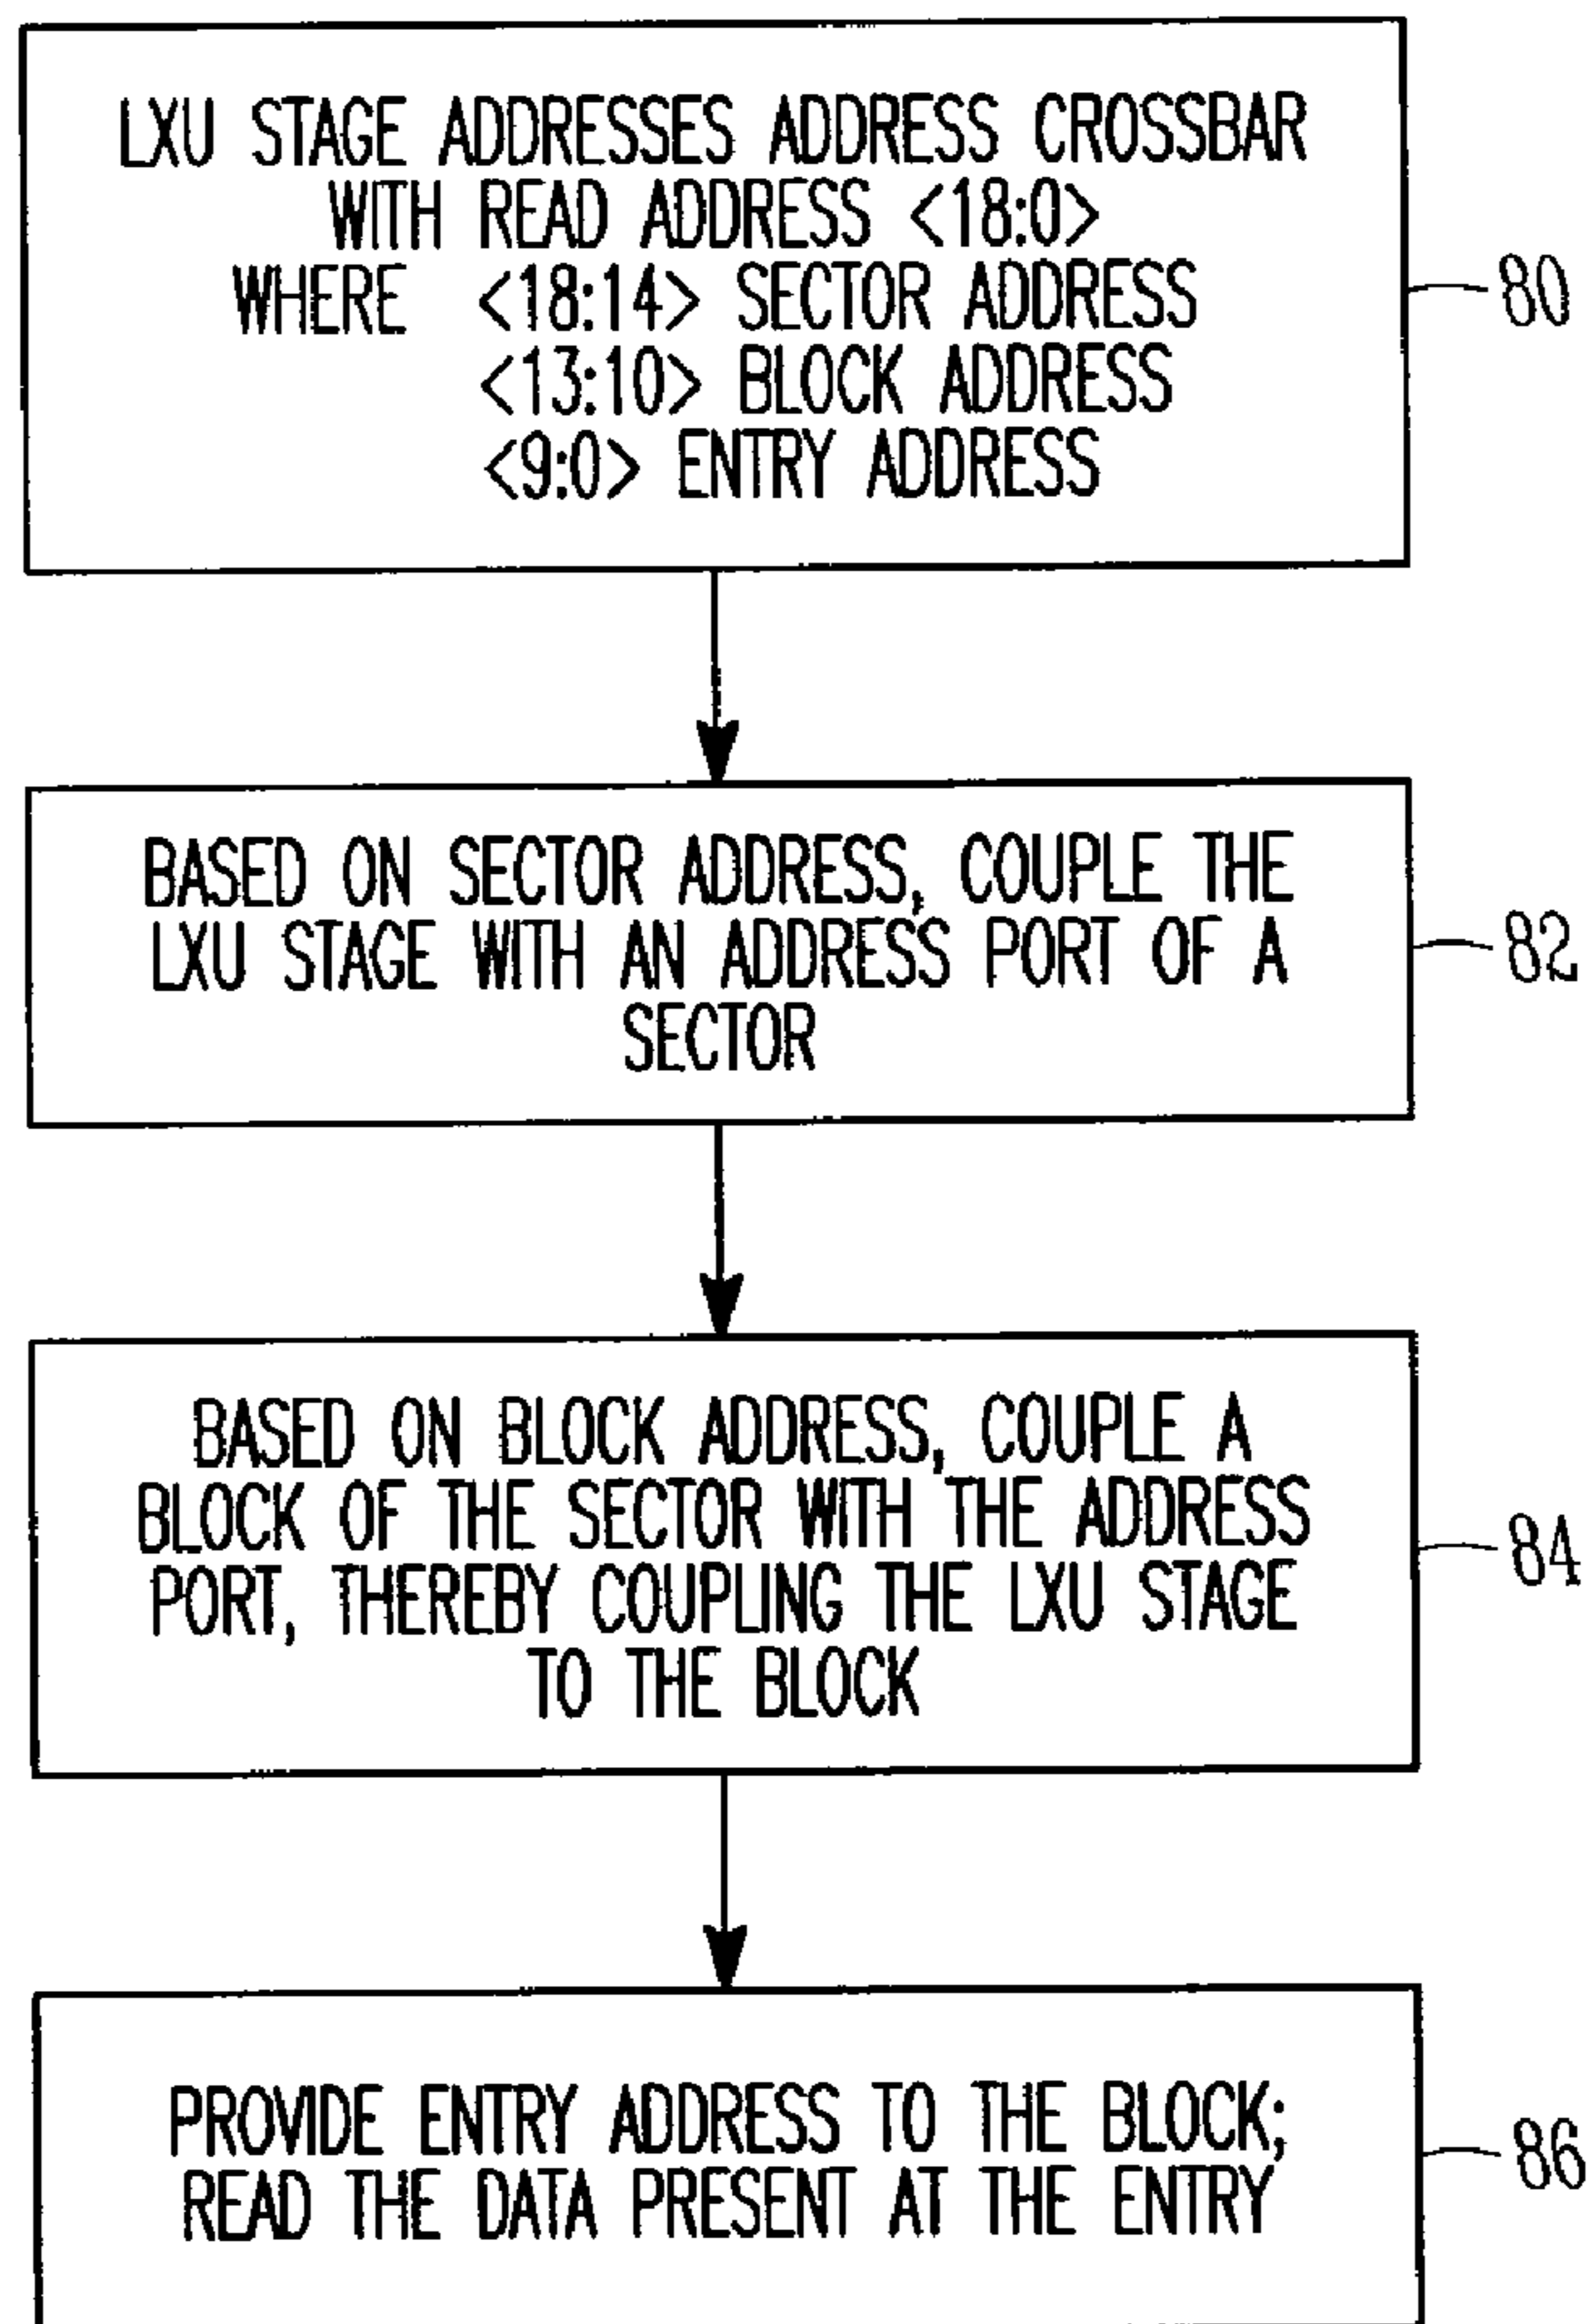 LXU STAGE ADDRESSES ADDRESS CROSSBAR
WITH READ ADDRESS <18:0>
WHERE <18:14> SECTOR ADDRESS
<13:10> BLOCK ADDRESS
<9:0> ENTRY ADDRESS
80
BASED ON SECTOR ADDRESS, COUPLE THE
LXU STAGE WITH AN ADDRESS PORT OF A
SECTOR
82
BASED ON BLOCK ADDRESS, COUPLE A
BLOCK OF THE SECTOR WITH THE ADDRESS
PORT, THEREBY COUPLING THE LXU STAGE
TO THE BLOCK
84
PROVIDE ENTRY ADDRESS TO THE BLOCK;
READ THE DATA PRESENT AT THE ENTRY
86